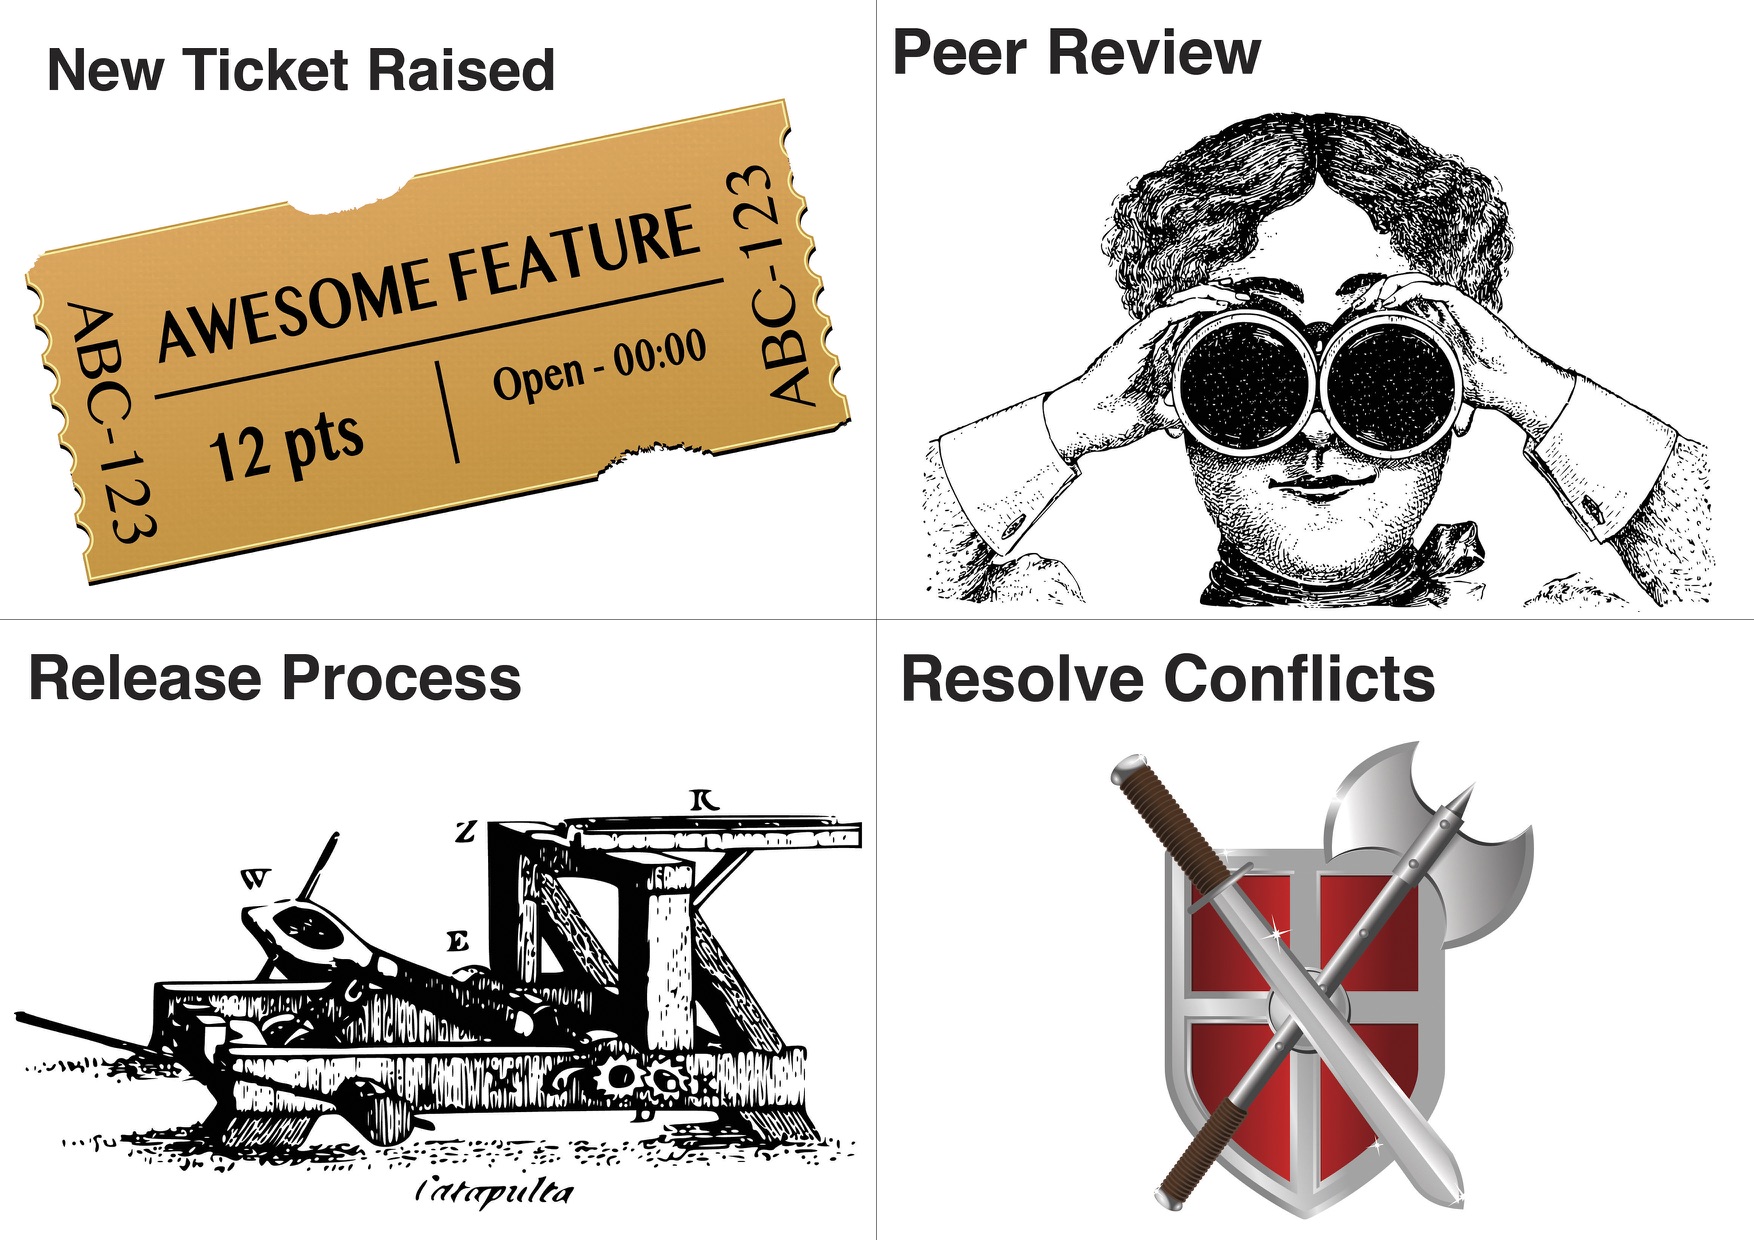 New Ticket Raised
ABC-123
AWESOME FEATURE
12 pts
Open - 00:00
ABC-123
Peer Review
Release Process
R
Z
W
E
M
K
D
Catapulta
Resolve Conflicts